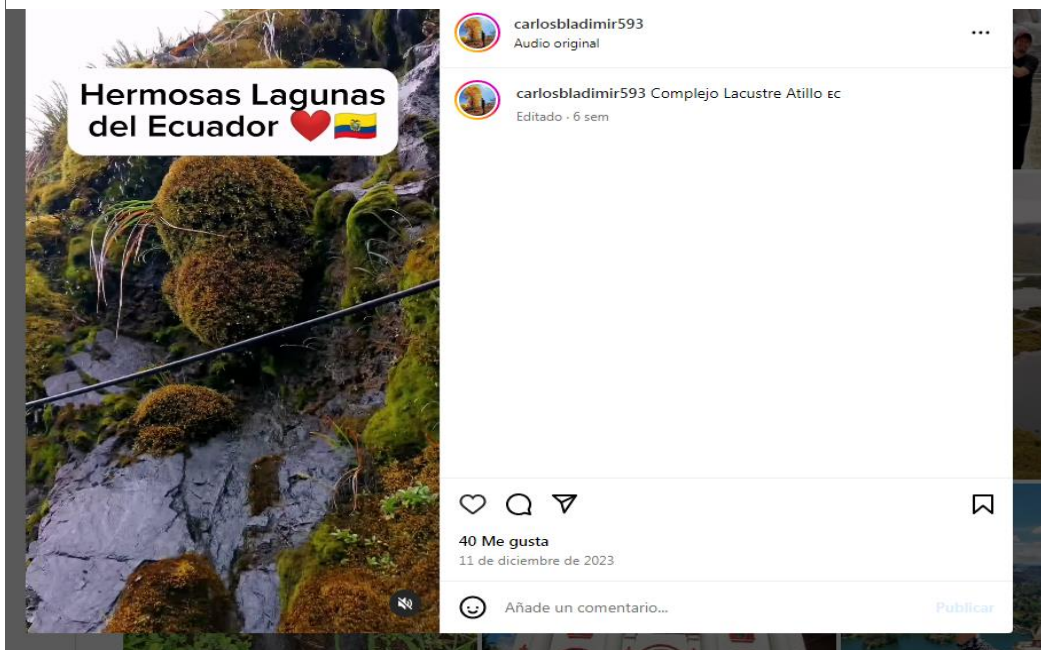 Hermosas Lagunas
del Ecuador ❤️🇪🇨
carlosbladimir593
Audio original
carlosbladimir593 Complejo Lacustre Atillo ᴇᴄ
Editado · 6 sem
40 Me gusta
11 de diciembre de 2023
Añade un comentario...
Publicar